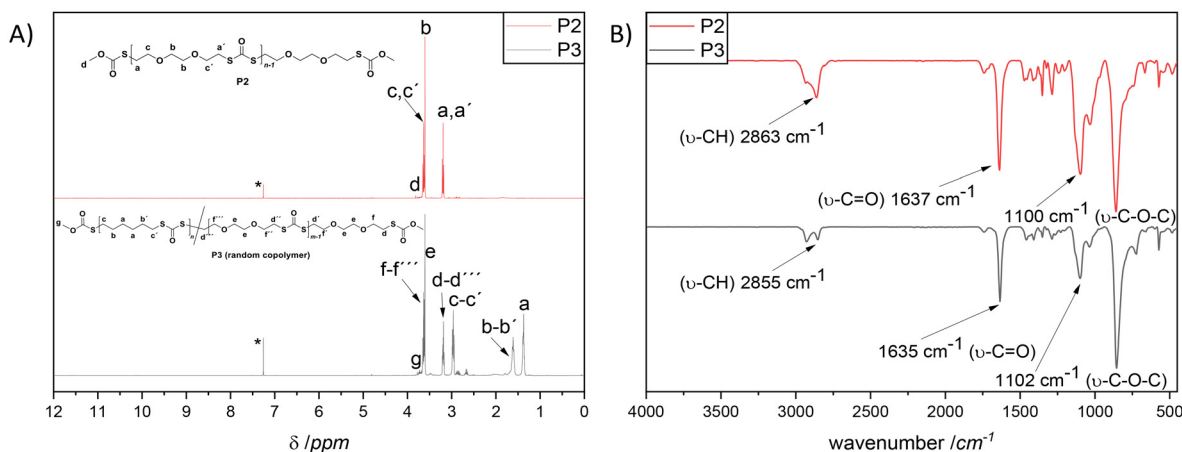 A)
P2
P3
b
c,c´
a,a´
d
*
O
c
b
a´
O
S
O
O
S
S
O
O
S
O
d
O
a
b
c´
n-1
P2
e
f-f´´´
d-d´´´
c-c´
b-b´
a
g
*
P3 (random copolymer)
12 11 10 9 8 7 6 5 4 3 2 1 0
δ /ppm
B)
P2
P3
(υ-CH) 2863 cm-1
(υ-C=O) 1637 cm-1
1100 cm-1 (υ-C-O-C)
(υ-CH) 2855 cm-1
1635 cm-1 (υ-C=O)
1102 cm-1 (υ-C-O-C)
4000 3500 3000 2500 2000 1500 1000 500
wavenumber /cm-1